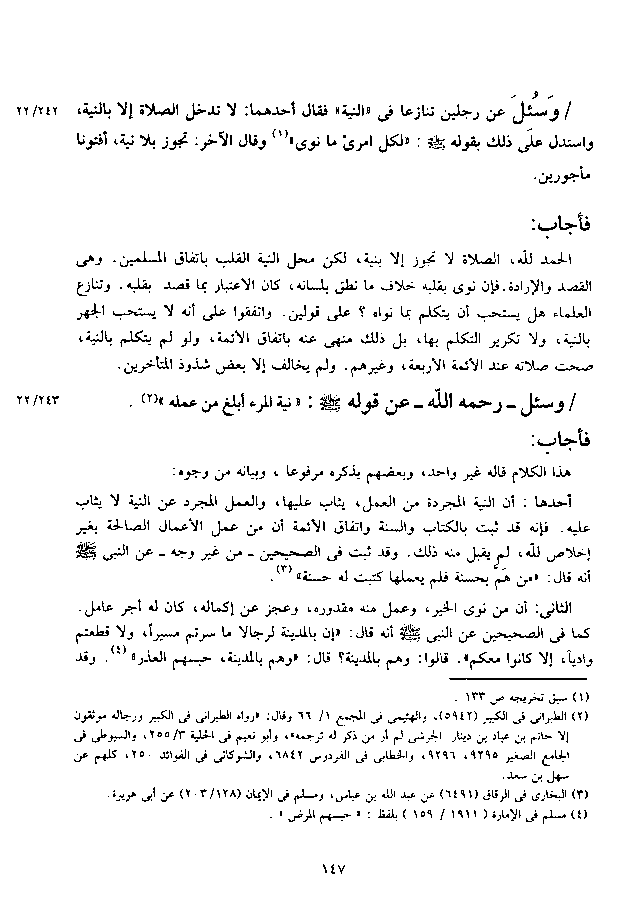 / وَسُئلَ عن رجلين تنازعا فى «النية» فقال أحدهما: لا تدخل الصلاة إلا بالنية، ٢٢/٢٤٢
واستدل على ذلك بقوله ﷺ : «لكل امرئ ما نوى»(١) وقال الآخر: تجوز بلا نية، أفتونا
مأجورين.
فأجاب:
الحمد لله، الصلاة لا تجوز إلا بنية، لكن محل النية القلب باتفاق المسلمين. وهى
القصد والإرادة.فإن نوى بقلبه خلاف ما نطق بلسانه، كان الاعتبار بما قصد بقلبه. وتنازع
العلماء هل يستحب أن يتكلم بما نواه ؟ على قولين. واتفقوا على أنه لا يستحب الجهر
بالنية، ولا تكرير التكلم بها، بل ذلك منهى عنه باتفاق الأئمة، ولو لم يتكلم بالنية،
صحت صلاته عند الأئمة الأربعة، وغيرهم. ولم يخالف إلا بعض شذوذ المتأخرين.
/ وسئل ـ رحمه الله ـ عن قوله ﷺ : « نية المرء أبلغ من عمله »(٢) . ٢٢/٢٤٣
فأجاب:
هذا الكلام قاله غير واحد، وبعضهم يذكره مرفوعا ، وبيانه من وجوه:
أحدها : أن النية المجردة من العمل، يثاب عليها، والعمل المجرد عن النية لا يثاب
عليه. فإنه قد ثبت بالكتاب والسنة واتفاق الأئمة أن من عمل الأعمال الصالحة بغير
إخلاص لله، لم يقبل منه ذلك. وقد ثبت فى الصحيحين ـ من غير وجه ـ عن النبى ﷺ
أنه قال: «من هَمَّ بحسنة فلم يعملها كتبت له حسنة»(٣).
الثانى: أن من نوى الخير، وعمل منه مقدوره، وعجز عن إكماله، كان له أجر عامل.
كما فى الصحيحين عن النبى ﷺ أنه قال: «إن بالمدينة لرجالا ما سرتم مسيراً، ولا قطعتم
وادياً، إلا كانوا معكم». قالوا: وهم بالمدينة؟ قال: «وهم بالمدينة، حبسهم العذر»(٤). وقد
(١) سبق تخريجه ص ١٣٣ .
(٢) الطبرانى فى الكبير (٥٩٤٢)، والهيثمى فى المجمع ١/ ٦٦ وقال: «رواه الطبرانى فى الكبير ورجاله موثقون
إلا حاتم بن عباد بن دينار الجرشى لم أر من ذكر له ترجمة»، وأبو نعيم فى الحلية ٣/ ٢٥٥، والسيوطى فى
الجامع الصغير ٩٢٩٥، ٩٢٩٦، والخطابى فى الفردوس ٦٨٤٢، والشوكانى فى الفوائد ٢٥٠، كلهم عن
سهل بن سعد.
(٣) البخارى فى الرقاق (٦٤٩١) عن عبد الله بن عباس، ومسلم فى الإيمان (١٢٨/ ٢٠٣) عن أبى هريرة.
(٤) مسلم فى الإمارة ( ١٩١١ / ١٥٩ ) بلفظ : « حبسهم المرض » .
١٤٧